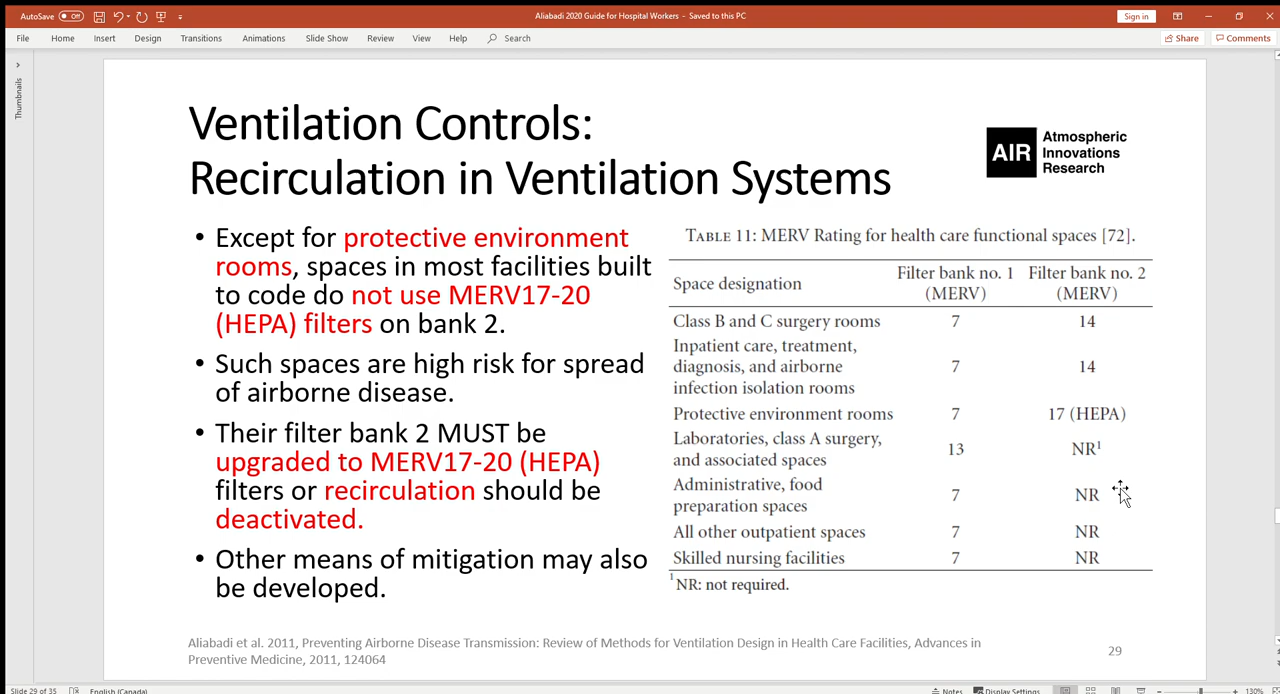 AutoSave Off
Aliabadi 2020 Guide for Hospital Workers - Saved to this PC
Sign in
File Home Insert Design Transitions Animations Slide Show Review View Help Search
Share Comments
Thumbnails
Ventilation Controls:
Recirculation in Ventilation Systems
AIR
Atmospheric
Innovations
Research
• Except for protective environment
rooms, spaces in most facilities built
to code do not use MERV17-20
(HEPA) filters on bank 2.
• Such spaces are high risk for spread
of airborne disease.
• Their filter bank 2 MUST be
upgraded to MERV17-20 (HEPA)
filters or recirculation should be
deactivated.
• Other means of mitigation may also
be developed.
TABLE 11: MERV Rating for health care functional spaces [72].
Space designation Filter bank no. 1 (MERV) Filter bank no. 2 (MERV)
Class B and C surgery rooms 7 14
Inpatient care, treatment,
diagnosis, and airborne 7 14
infection isolation rooms
Protective environment rooms 7 17 (HEPA)
Laboratories, class A surgery, 13 NR¹
and associated spaces
Administrative, food 7 NR
preparation spaces
All other outpatient spaces 7 NR
Skilled nursing facilities 7 NR
¹NR: not required.
Aliabadi et al. 2011, Preventing Airborne Disease Transmission: Review of Methods for Ventilation Design in Health Care Facilities, Advances in
Preventive Medicine, 2011, 124064
29
Slide 29 of 35 English (Canada) Notes Display Settings 130%